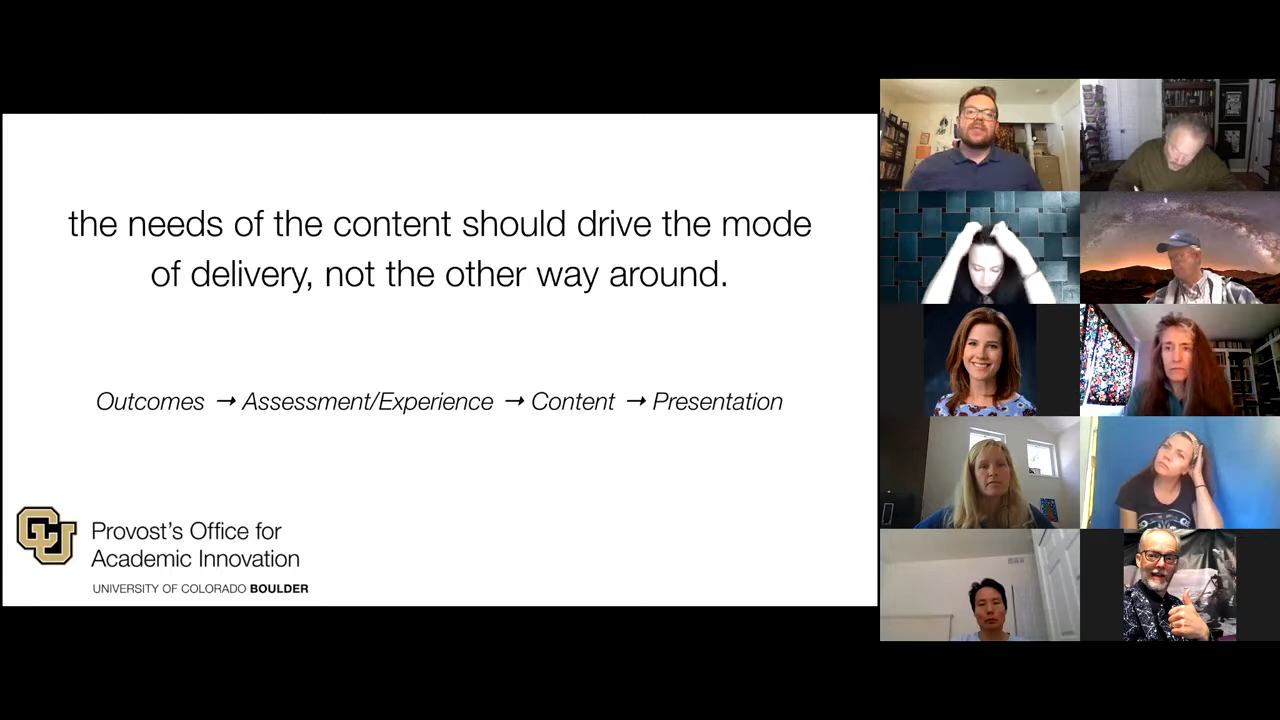 the needs of the content should drive the mode
of delivery, not the other way around.
Outcomes → Assessment/Experience → Content → Presentation
CU
Provost's Office for
Academic Innovation
UNIVERSITY OF COLORADO BOULDER